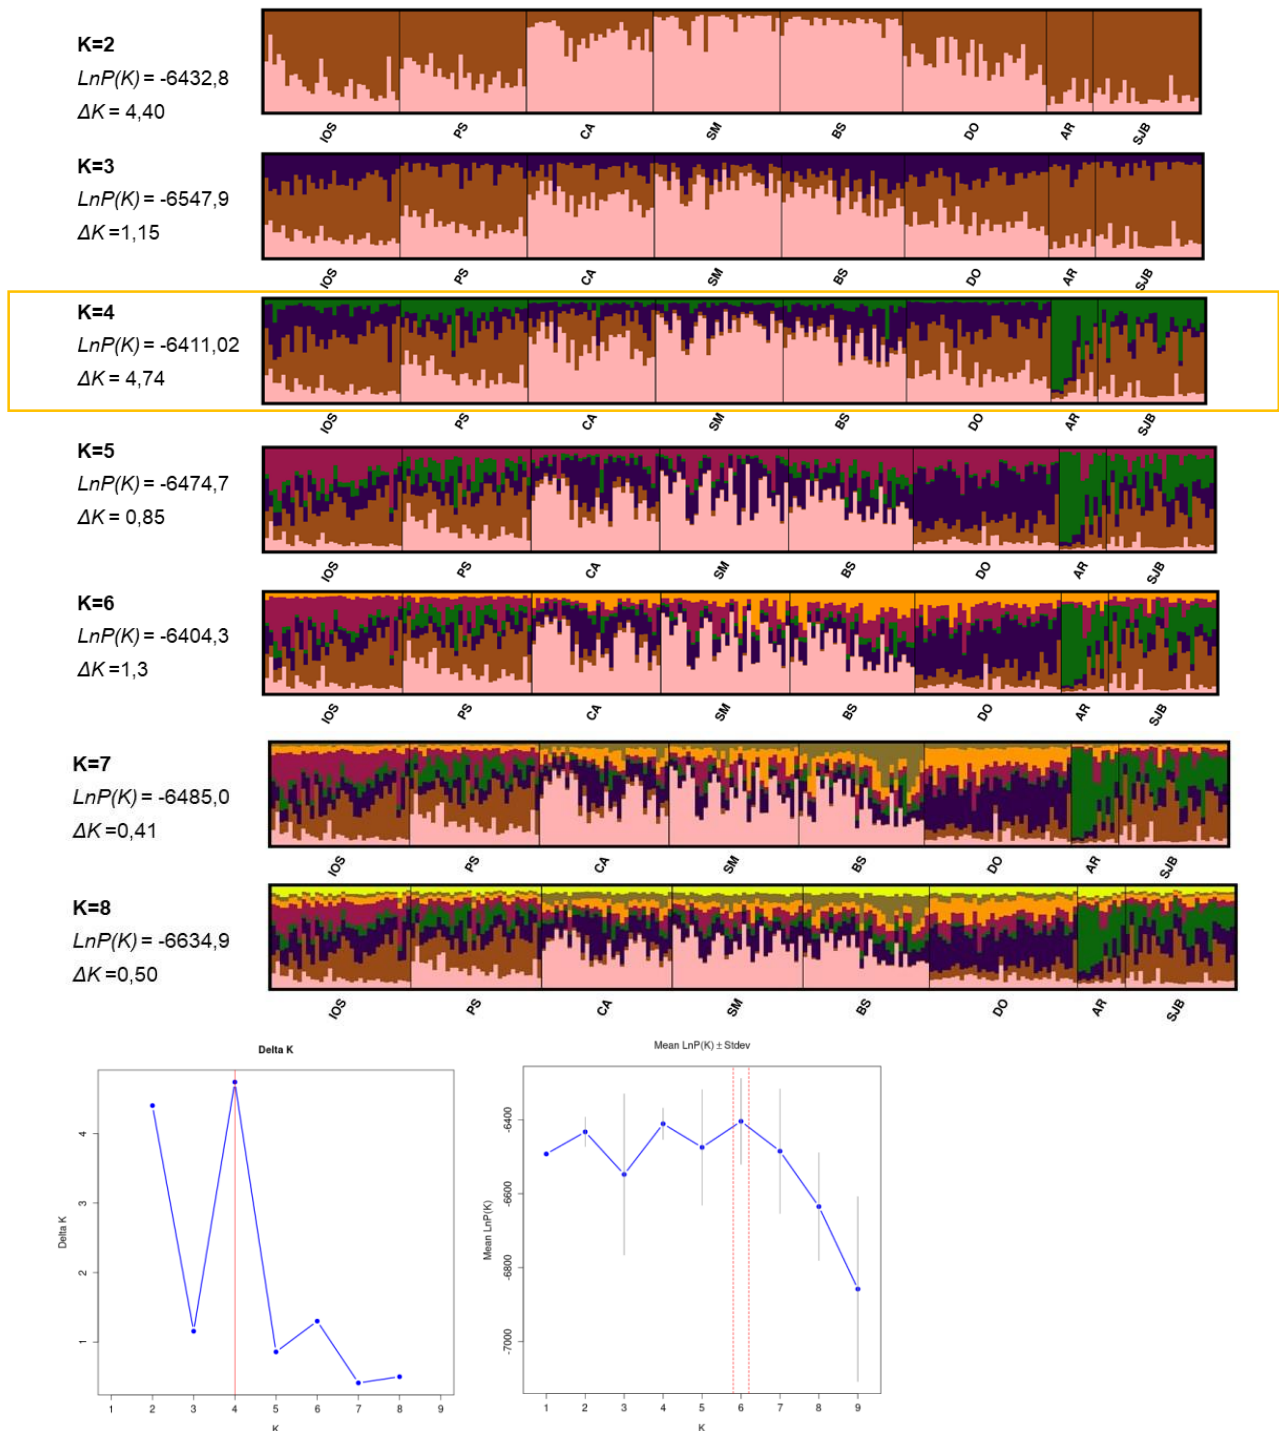 K=2
LnP(K) = -6432,8
ΔK = 4,40
IOS PS CA SM BS DO AR SJB
K=3
LnP(K) = -6547,9
ΔK =1,15
IOS PS CA SM BS DO AR SJB
K=4
LnP(K) = -6411,02
ΔK = 4,74
IOS PS CA SM BS DO AR SJB
K=5
LnP(K) = -6474,7
ΔK = 0,85
IOS PS CA SM BS DO AR SJB
K=6
LnP(K) = -6404,3
ΔK =1,3
IOS PS CA SM BS DO AR SJB
K=7
LnP(K) = -6485,0
ΔK =0,41
IOS PS CA SM BS DO AR SJB
K=8
LnP(K) = -6634,9
ΔK =0,50
IOS PS CA SM BS DO AR SJB
Delta K
Delta K
4
3
2
1
1 2 3 4 5 6 7 8 9
K
Mean LnP(K) ± Stdev
Mean LnP(K)
-6400
-6600
-6800
-7000
1 2 3 4 5 6 7 8 9
K